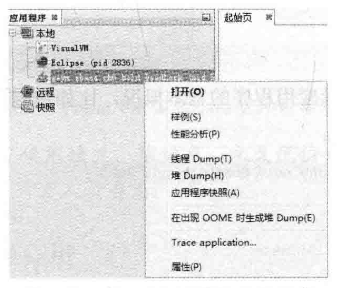 应用程序
起始页
本地
VisualVM
Eclipse (pid 2836)
远程
快照
打开(O)
样例(S)
性能分析(P)
线程 Dump(T)
堆 Dump(H)
应用程序快照(A)
在出现 OOME 时生成堆 Dump(E)
Trace application...
属性(P)